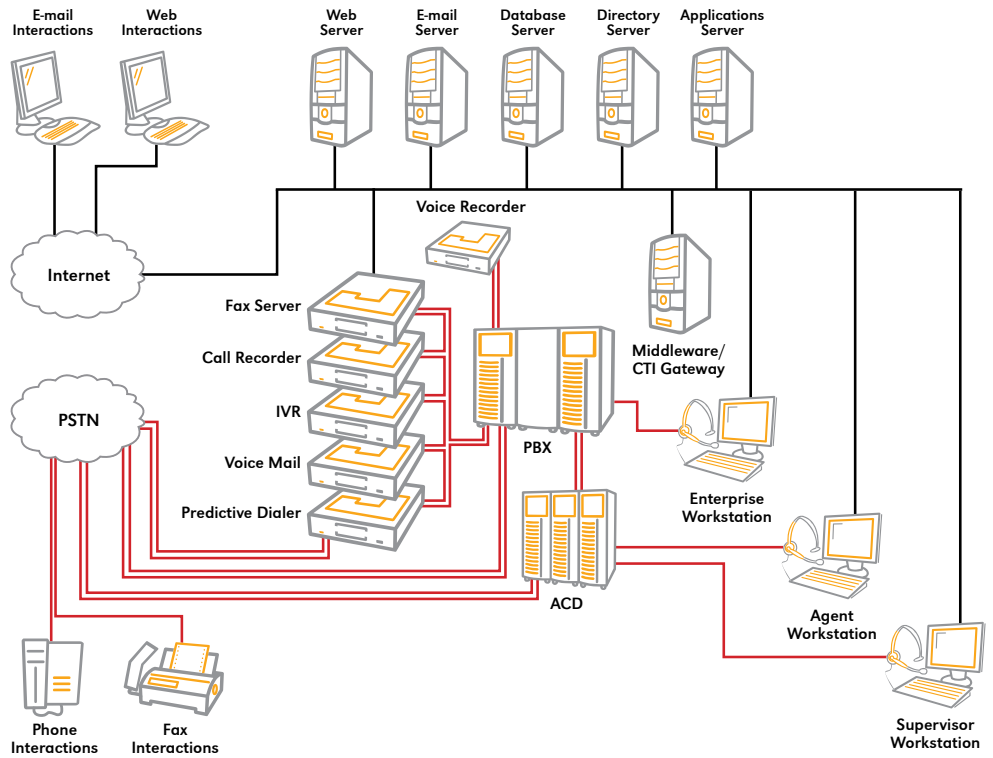 E-mail
Interactions
Web
Interactions
Web
Server
E-mail
Server
Database
Server
Directory
Server
Applications
Server
Voice Recorder
Internet
Fax Server
Call Recorder
IVR
Voice Mail
Predictive Dialer
Middleware/
CTI Gateway
PSTN
PBX
Enterprise
Workstation
ACD
Agent
Workstation
Phone
Interactions
Fax
Interactions
Supervisor
Workstation